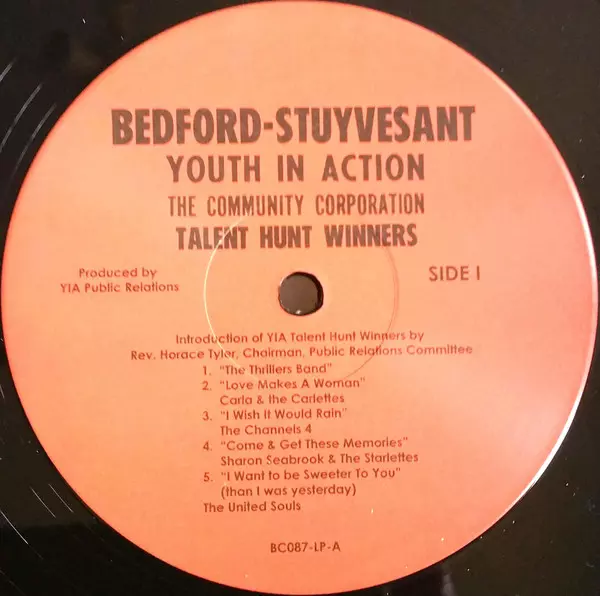 BEDFORD-STUYVESANT
YOUTH IN ACTION
THE COMMUNITY CORPORATION
TALENT HUNT WINNERS
Produced by
YIA Public Relations
SIDE I
Introduction of YIA Talent Hunt Winners by
Rev. Horace Tyler, Chairman, Public Relations Committee
1. "The Thrillers Band"
2. "Love Makes A Woman"
Carla & the Carlettes
3. "I Wish It Would Rain"
The Channels 4
4. "Come & Get These Memories"
Sharon Seabrook & The Starlettes
5. "I Want to be Sweeter To You"
(than I was yesterday)
The United Souls
BC087-LP-A